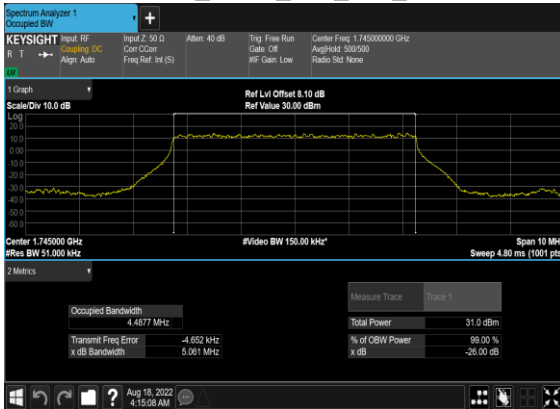 Spectrum Analyzer 1
Occupied BW
+
KEYSIGHT Input: RF Input Z: 50 Ω Atten: 40 dB Trig: Free Run Center Freq: 1.745000000 GHz
R T Coupling: DC Corr CCorr Gate: Off Avg|Hold: 500/500
Align: Auto Freq Ref: Int (S) #IF Gain: Low Radio Std: None
1 Graph
Ref Lvl Offset 8.10 dB
Scale/Div 10.0 dB Ref Value 30.00 dBm
Log
20.0
10.0
0.00
-10.0
-20.0
-30.0
-40.0
-50.0
-60.0
Center 1.745000 GHz #Video BW 150.00 kHz* Span 10 MH
#Res BW 51.000 kHz Sweep 4.80 ms (1001 pts
2 Metrics
Measure Trace Trace 1
Occupied Bandwidth
4.4877 MHz Total Power 31.0 dBm
Transmit Freq Error -4.652 kHz % of OBW Power 99.00 %
x dB Bandwidth 5.061 MHz x dB -26.00 dB
? Aug 18, 2022
4:15:08 AM